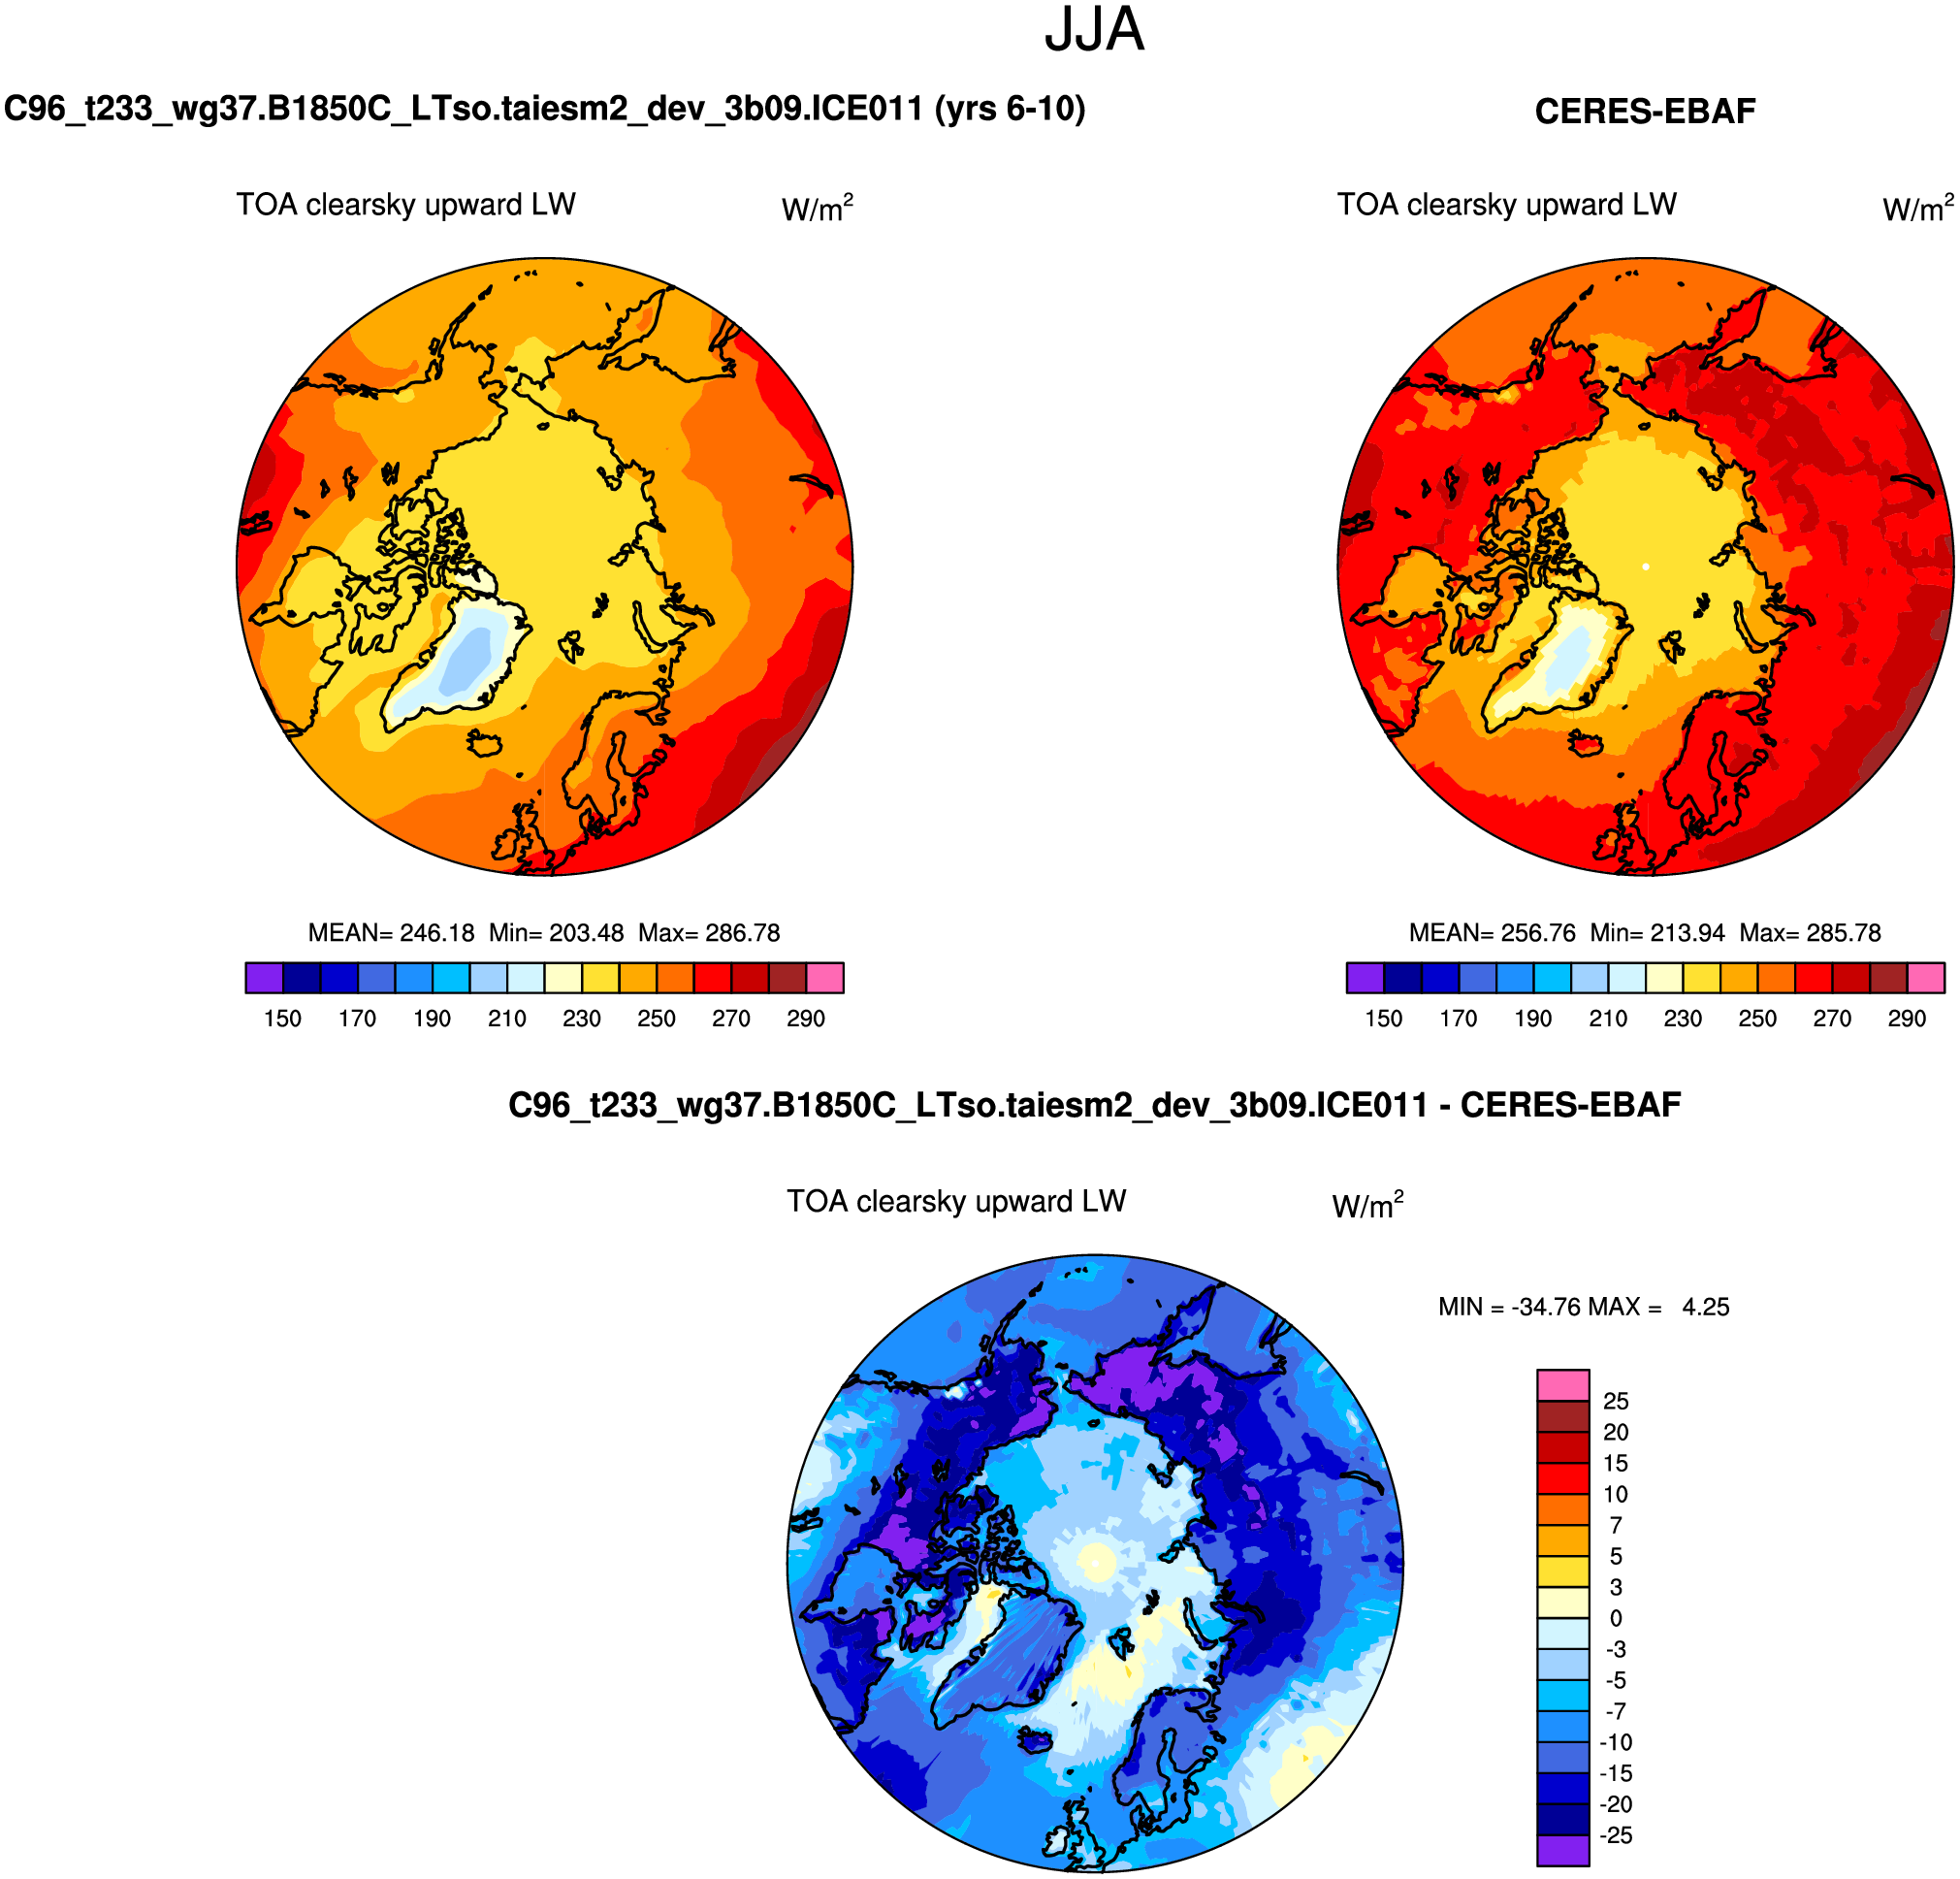 JJA
C96_t233_wg37.B1850C_LTso.taiesm2_dev_3b09.ICE011 (yrs 6-10)
CERES-EBAF
TOA clearsky upward LW W/m²
TOA clearsky upward LW W/m²
MEAN= 246.18 Min= 203.48 Max= 286.78
MEAN= 256.76 Min= 213.94 Max= 285.78
150 170 190 210 230 250 270 290
150 170 190 210 230 250 270 290
C96_t233_wg37.B1850C_LTso.taiesm2_dev_3b09.ICE011 - CERES-EBAF
TOA clearsky upward LW W/m²
MIN = -34.76 MAX = 4.25
25
20
15
10
7
5
3
0
-3
-5
-7
-10
-15
-20
-25